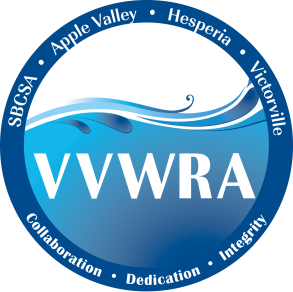 SBCSA • Apple Valley • Hesperia • Victorville
VVWRA
Collaboration • Dedication • Integrity